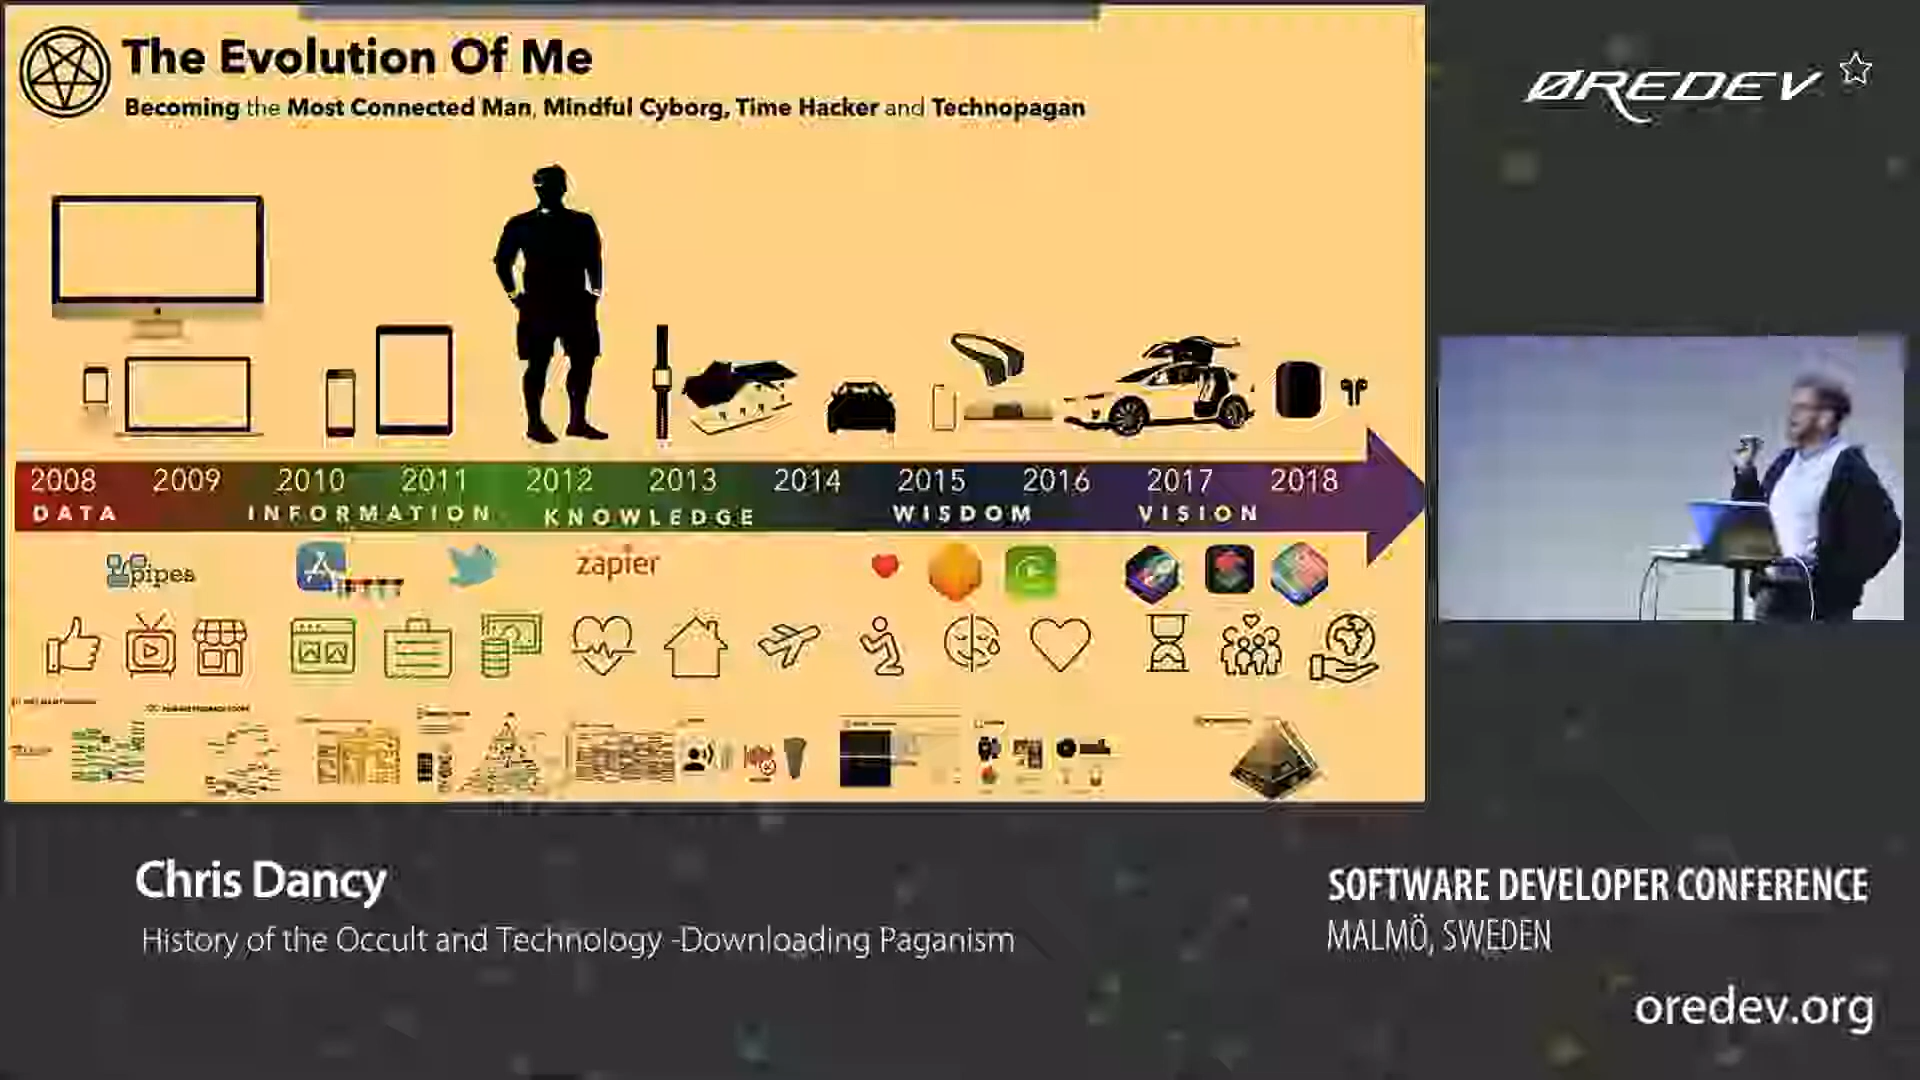 The Evolution Of Me
Becoming the Most Connected Man, Mindful Cyborg, Time Hacker and Technopagan
2008 2009 2010 2011 2012 2013 2014 2015 2016 2017 2018
DATA INFORMATION KNOWLEDGE WISDOM VISION
pipes
zapier
ØREDEV
Chris Dancy
History of the Occult and Technology -Downloading Paganism
SOFTWARE DEVELOPER CONFERENCE
MALMÖ, SWEDEN
oredev.org